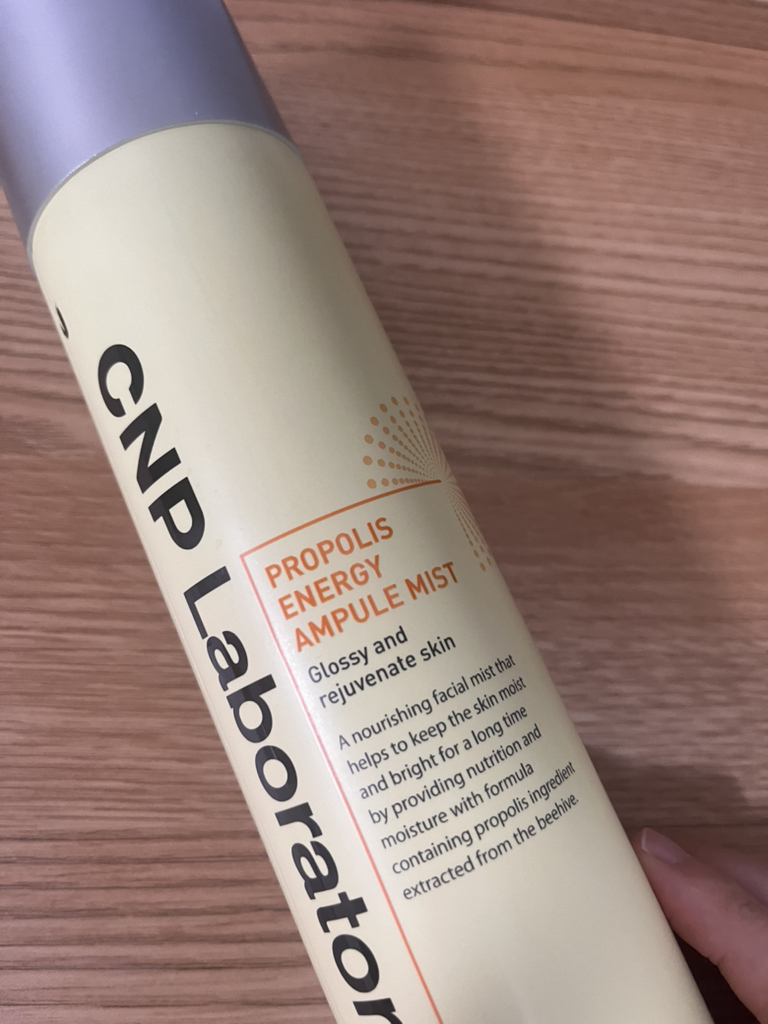 CNP Laborator
PROPOLIS
ENERGY
AMPULE MIST
Glossy and
rejuvenate skin
A nourishing facial mist that
helps to keep the skin moist
and bright for a long time
by providing nutrition and
moisture with formula
containing propolis ingredient
extracted from the beehive.